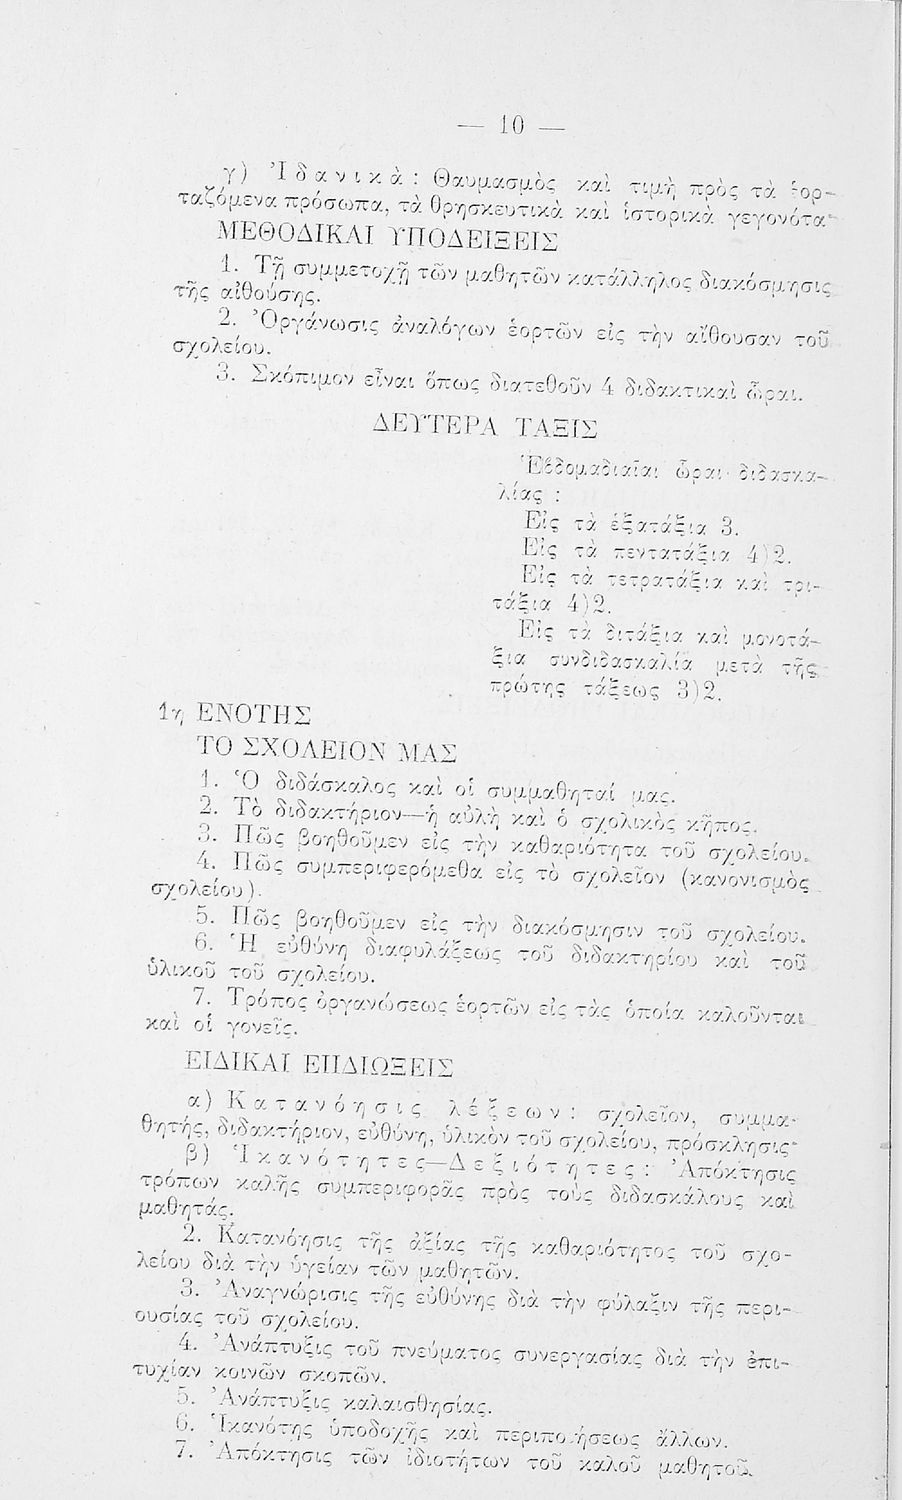 — 10 —
γ) Ἰδανικὰ : Θαυμασμὸς καὶ τιμὴ πρὸς τὰ ἑορ-
ταζόμενα πρόσωπα, τὰ θρησκευτικὰ καὶ ἱστορικὰ γεγονότα·
ΜΕΘΟΔΙΚΑΙ ΥΠΟΔΕΙΞΕΙΣ
1. Τῇ συμμετοχῇ τῶν μαθητῶν κατάλληλος διακόσμησις
τῆς αἰθούσης.
2. Ὀργάνωσις ἀναλόγων ἑορτῶν εἰς τὴν αἴθουσαν τοῦ
σχολείου.
3. Σκόπιμον εἶναι ὅπως διατεθοῦν 4 διδακτικαὶ ὧραι.
ΔΕΥΤΕΡΑ ΤΑΞΙΣ
Ἑβδομαδιαῖαι ὧραι διδασκα-
λίας :
Εἰς τὰ ἑξατάξια 3.
Εἰς τὰ πεντατάξια 4)2.
Εἰς τὰ τετρατάξια καὶ τρι-
τάξια 4)2.
Εἰς τὰ διτάξια καὶ μονοτά-
ξια συνδιδασκαλία μετὰ τῆς
πρώτης τάξεως 3)2.
1η ΕΝΟΤΗΣ
ΤΟ ΣΧΟΛΕΙΟΝ ΜΑΣ
1. Ὁ διδάσκαλος καὶ οἱ συμμαθηταί μας.
2. Τὸ διδακτήριον—ἡ αὐλὴ καὶ ὁ σχολικὸς κῆπος.
3. Πῶς βοηθοῦμεν εἰς τὴν καθαριότητα τοῦ σχολείου.
4. Πῶς συμπεριφερόμεθα εἰς τὸ σχολεῖον (κανονισμὸς
σχολείου).
5. Πῶς βοηθοῦμεν εἰς τὴν διακόσμησιν τοῦ σχολείου.
6. Ἡ εὐθύνη διαφυλάξεως τοῦ διδακτηρίου καὶ τοῦ
ὑλικοῦ τοῦ σχολείου.
7. Τρόπος ὀργανώσεως ἑορτῶν εἰς τὰς ὁποία καλοῦνται
καὶ οἱ γονεῖς.
ΕΙΔΙΚΑΙ ΕΠΔΙΩΞΕΙΣ
α) Κατανόησις λέξεων : σχολεῖον, συμμα-
θητής, διδακτήριον, εὐθύνη, ὑλικὸν τοῦ σχολείου, πρόσκλησις·
β) Ἱκανότητες—Δεξιότητες : Ἀπόκτησις
τρόπων καλῆς συμπεριφορᾶς πρὸς τοὺς διδασκάλους καὶ
μαθητάς.
2. Κατανόησις τῆς ἀξίας τῆς καθαριότητος τοῦ σχο-
λείου διὰ τὴν ὑγείαν τῶν μαθητῶν.
3. Ἀναγνώρισις τῆς εὐθύνης διὰ τὴν φύλαξιν τῆς περι-
ουσίας τοῦ σχολείου.
4. Ἀνάπτυξις τοῦ πνεύματος συνεργασίας διὰ τὴν ἐπι-
τυχίαν κοινῶν σκοπῶν.
5. Ἀνάπτυξις καλαισθησίας.
6. Ἱκανότης ὑποδοχῆς καὶ περιποιήσεως ἄλλων.
7. Ἀπόκτησις τῶν ἰδιοτήτων τοῦ καλοῦ μαθητοῦ.